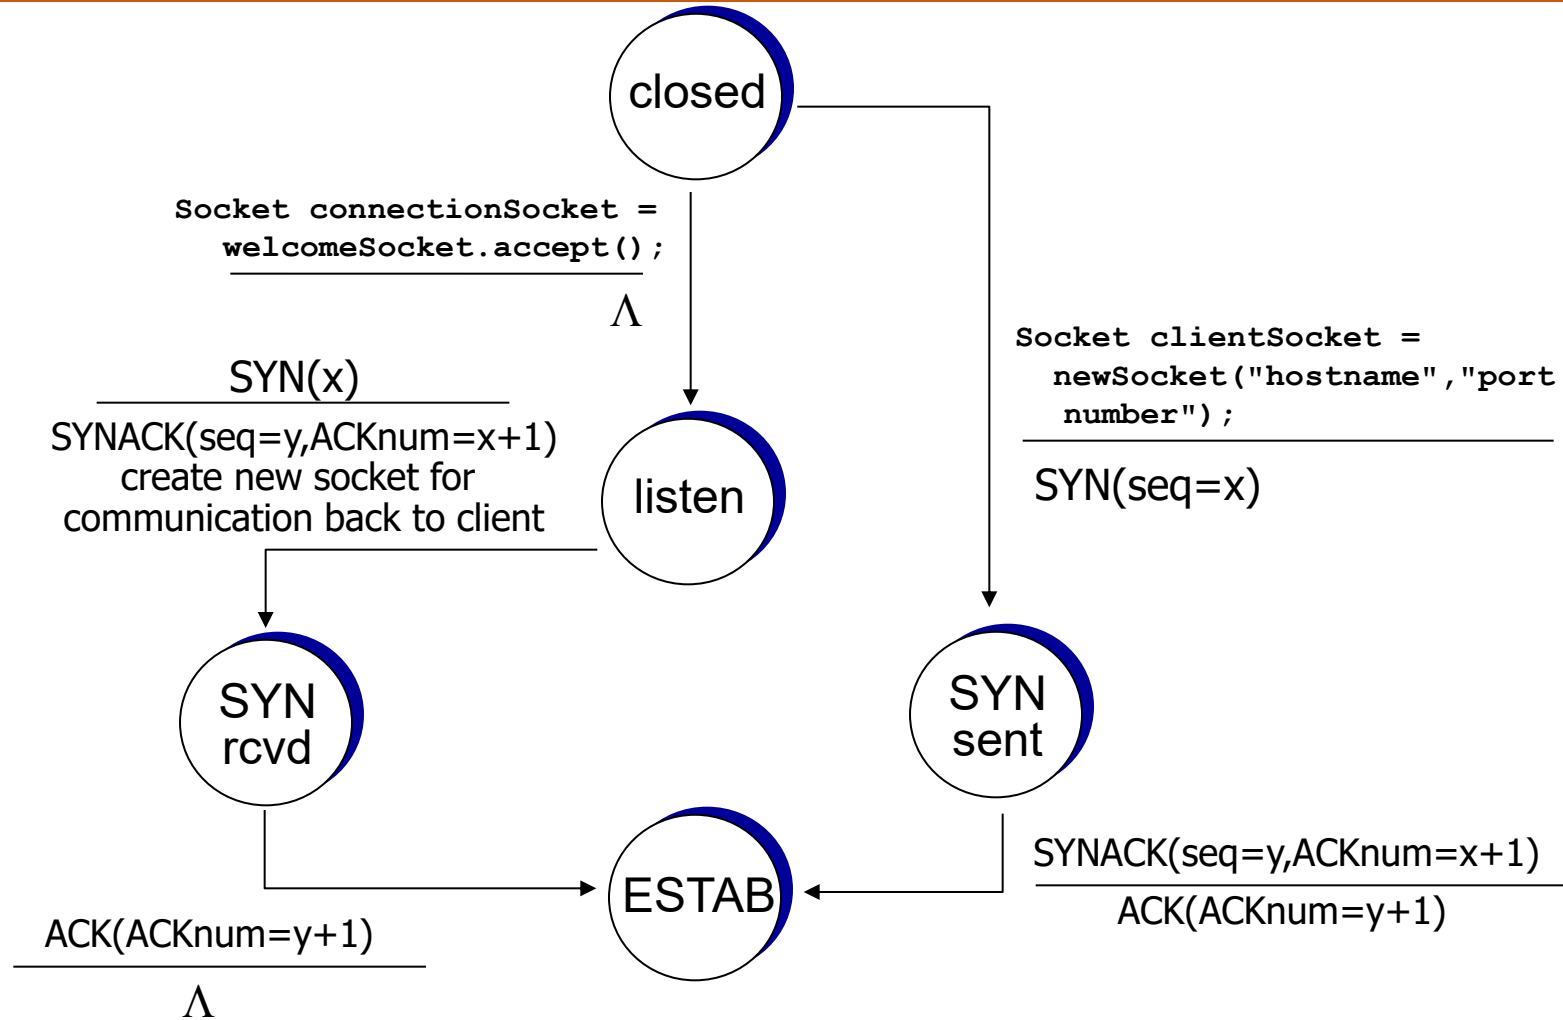 closed
Socket connectionSocket =
welcomeSocket.accept();
Λ
Socket clientSocket =
newSocket("hostname","port
number");
SYN(seq=x)
SYN(x)
SYNACK(seq=y,ACKnum=x+1)
create new socket for
communication back to client
listen
SYN
rcvd
SYN
sent
ESTAB
SYNACK(seq=y,ACKnum=x+1)
ACK(ACKnum=y+1)
ACK(ACKnum=y+1)
Λ